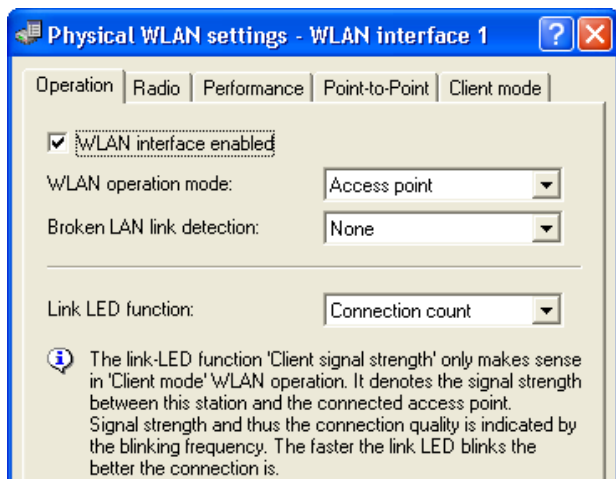 Physical WLAN settings - WLAN interface 1
Operation Radio Performance Point-to-Point Client mode
WLAN interface enabled
WLAN operation mode: Access point
Broken LAN link detection: None
Link LED function: Connection count
The link-LED function 'Client signal strength' only makes sense
in 'Client mode' WLAN operation. It denotes the signal strength
between this station and the connected access point.
Signal strength and thus the connection quality is indicated by
the blinking frequency. The faster the link LED blinks the
better the connection is.